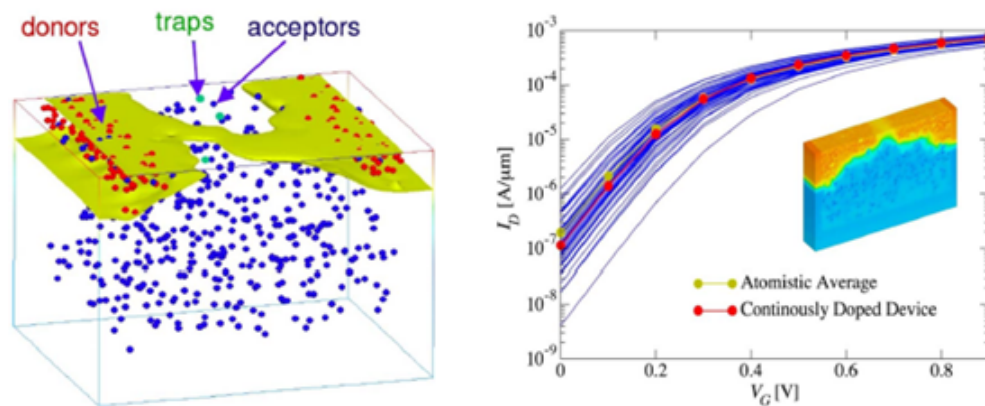 donors
traps
acceptors
10⁻³
10⁻⁴
10⁻⁵
10⁻⁶
10⁻⁷
10⁻⁸
10⁻⁹
I_D [A/μm]
Atomistic Average
Continously Doped Device
0
0.2
0.4
0.6
0.8
V_G [V]